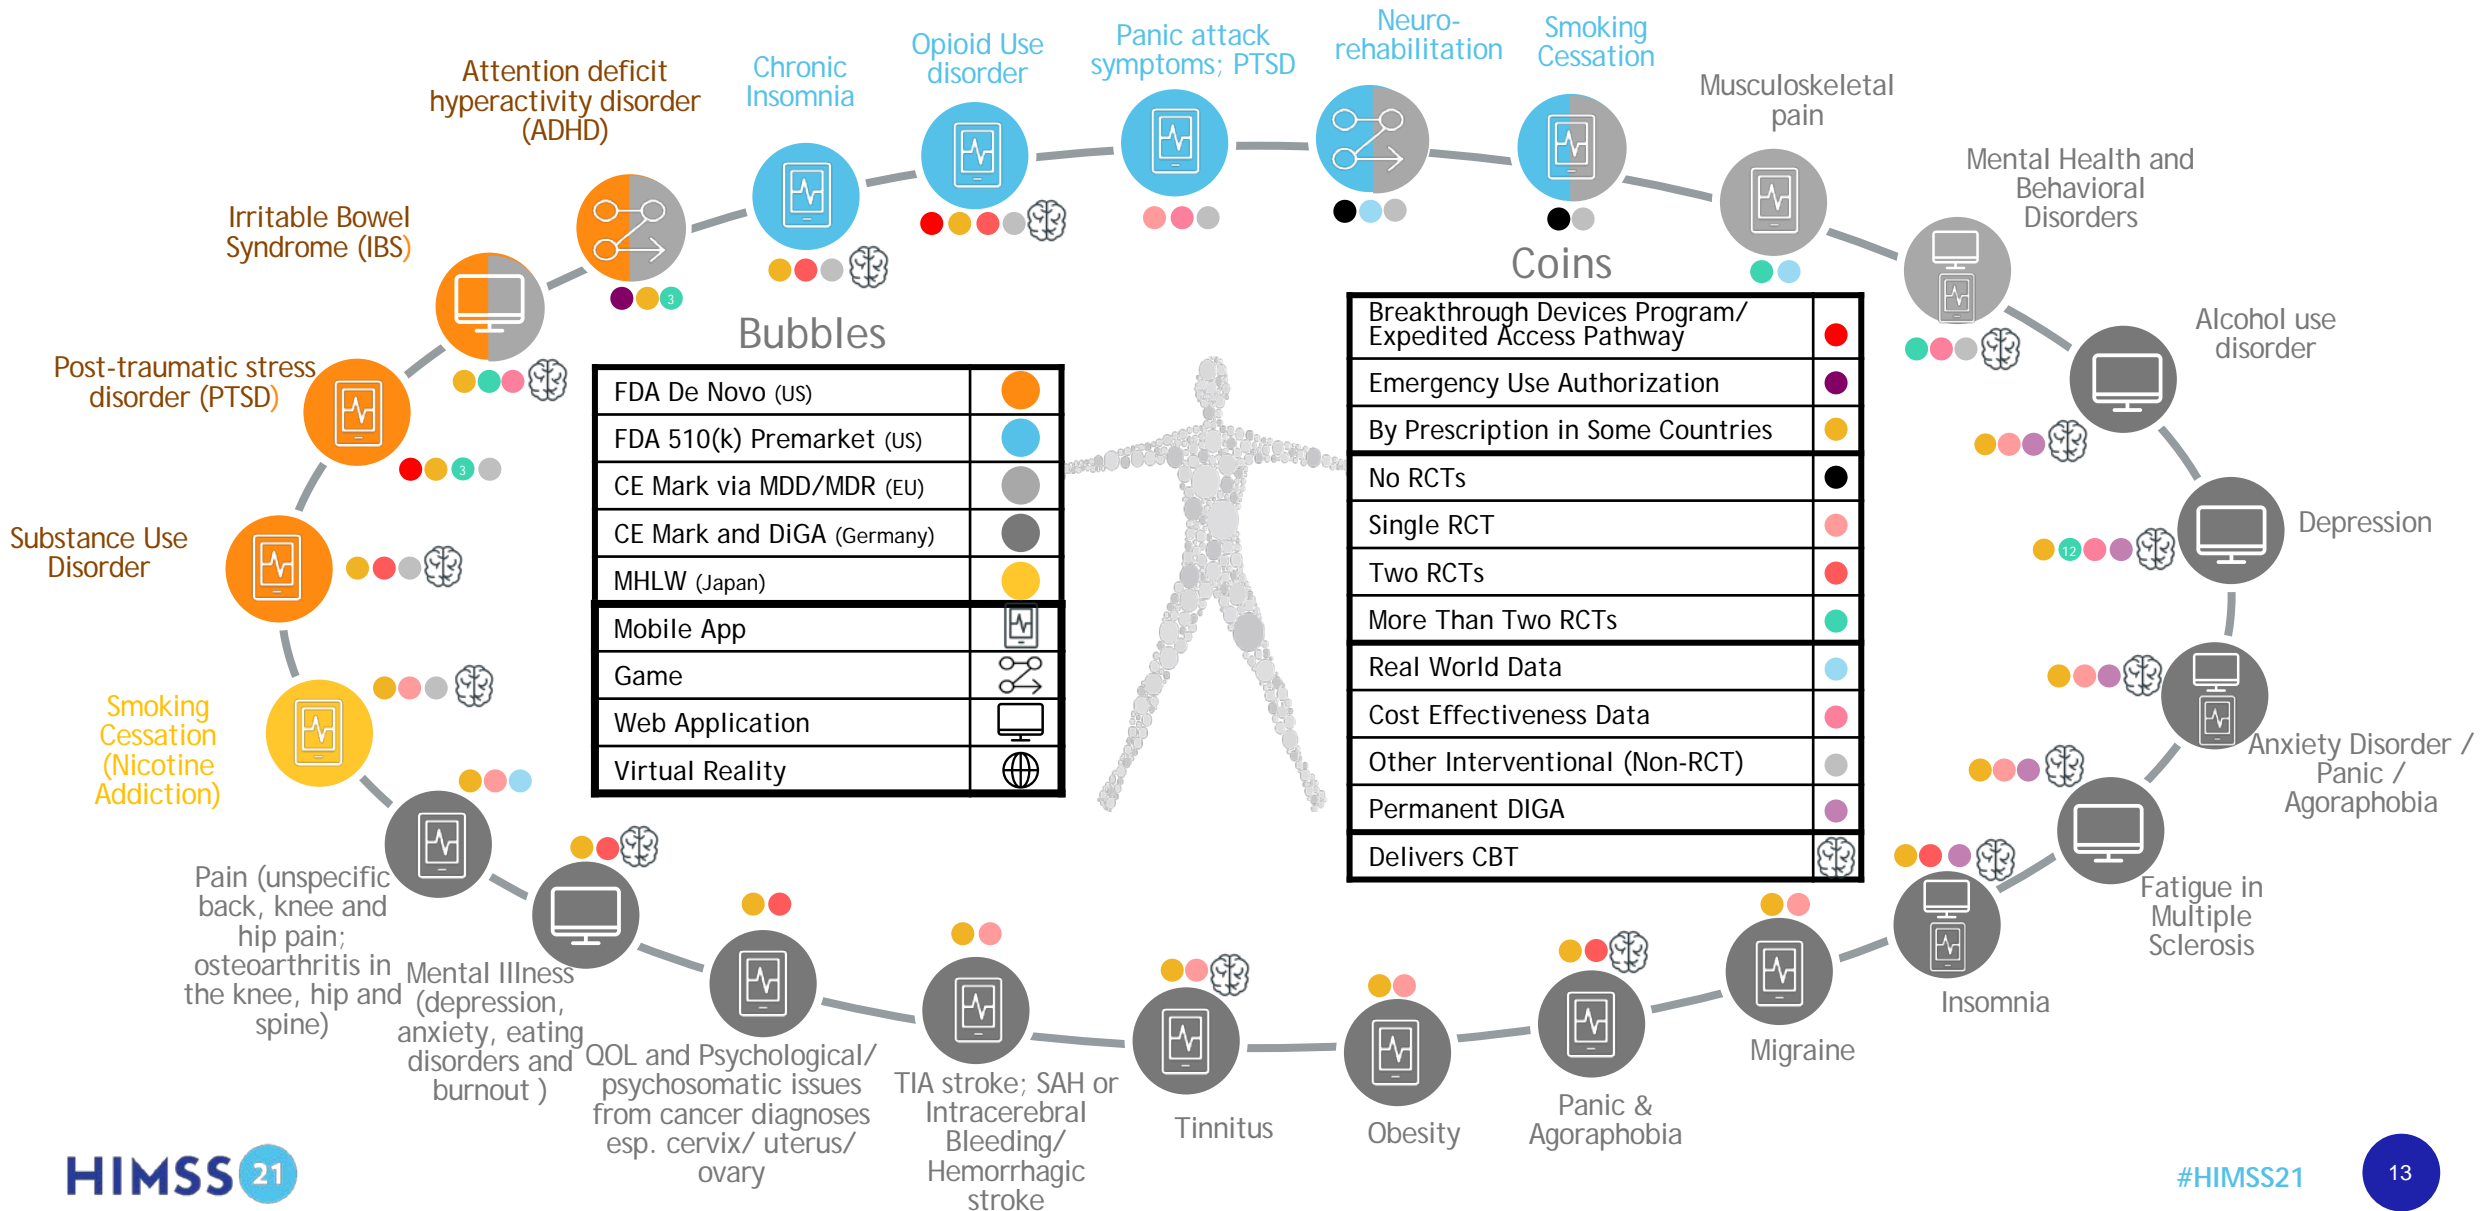 Attention deficit
hyperactivity disorder
(ADHD)
Chronic
Insomnia
Opioid Use
disorder
Panic attack
symptoms; PTSD
Neuro-
rehabilitation
Smoking
Cessation
Musculoskeletal
pain
Mental Health and
Behavioral
Disorders
Alcohol use
disorder
Depression
12
Anxiety Disorder /
Panic /
Agoraphobia
Fatigue in
Multiple
Sclerosis
Insomnia
Migraine
Panic &
Agoraphobia
Obesity
Tinnitus
TIA stroke; SAH or
Intracerebral
Bleeding/
Hemorrhagic
stroke
QOL and Psychological/
psychosomatic issues
from cancer diagnoses
esp. cervix/ uterus/
ovary
Mental Illness
(depression,
anxiety, eating
disorders and
burnout )
Pain (unspecific
back, knee and
hip pain;
osteoarthritis in
the knee, hip and
spine)
Smoking
Cessation
(Nicotine
Addiction)
Substance Use
Disorder
Post-traumatic stress
disorder (PTSD)
3
Irritable Bowel
Syndrome (IBS)
3
Bubbles
FDA De Novo (US)
FDA 510(k) Premarket (US)
CE Mark via MDD/MDR (EU)
CE Mark and DiGA (Germany)
MHLW (Japan)
Mobile App
Game
Web Application
Virtual Reality
Coins
Breakthrough Devices Program/
Expedited Access Pathway
Emergency Use Authorization
By Prescription in Some Countries
No RCTs
Single RCT
Two RCTs
More Than Two RCTs
Real World Data
Cost Effectiveness Data
Other Interventional (Non-RCT)
Permanent DIGA
Delivers CBT
HIMSS 21
#HIMSS21
13